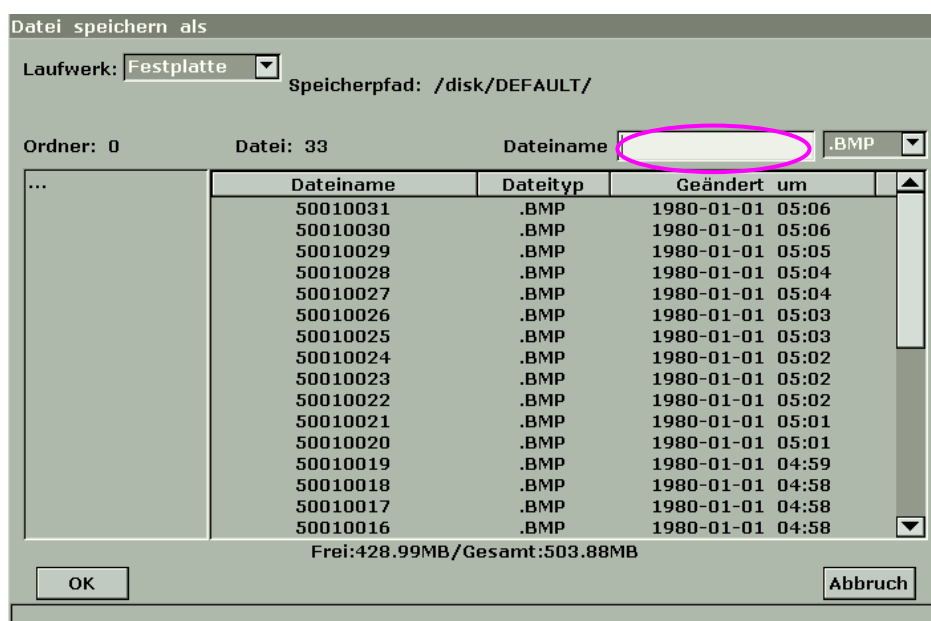 Datei speichern als
Laufwerk: Festplatte
Speicherpfad: /disk/DEFAULT/
Ordner: 0 Datei: 33 Dateiname .BMP
... Dateiname Dateityp Geändert um
50010031 .BMP 1980-01-01 05:06
50010030 .BMP 1980-01-01 05:06
50010029 .BMP 1980-01-01 05:05
50010028 .BMP 1980-01-01 05:04
50010027 .BMP 1980-01-01 05:04
50010026 .BMP 1980-01-01 05:03
50010025 .BMP 1980-01-01 05:03
50010024 .BMP 1980-01-01 05:02
50010023 .BMP 1980-01-01 05:02
50010022 .BMP 1980-01-01 05:02
50010021 .BMP 1980-01-01 05:01
50010020 .BMP 1980-01-01 05:01
50010019 .BMP 1980-01-01 04:59
50010018 .BMP 1980-01-01 04:58
50010017 .BMP 1980-01-01 04:58
50010016 .BMP 1980-01-01 04:58
Frei:428.99MB/Gesamt:503.88MB
OK Abbruch